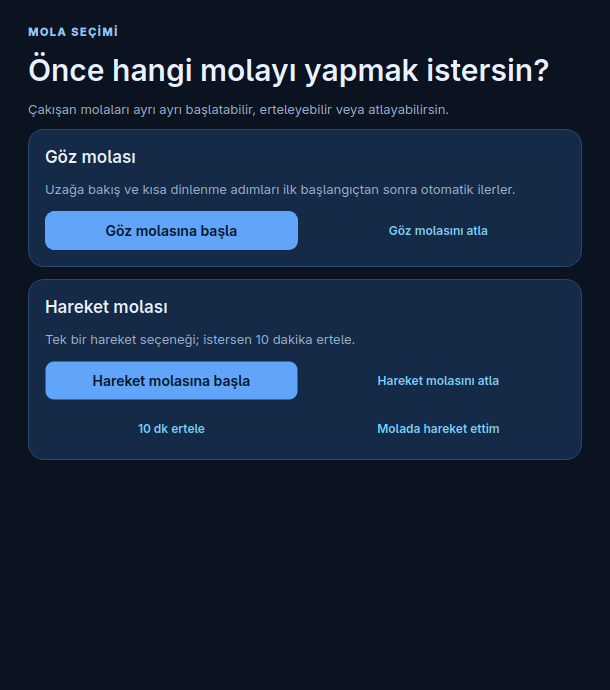 MOLA SEÇİMİ
Önce hangi molayı yapmak istersin?
Çakışan molaları ayrı ayrı başlatabilir, erteleyebilir veya atlayabilirsin.
Göz molası
Uzağa bakış ve kısa dinlenme adımları ilk başlangıçtan sonra otomatik ilerler.
Göz molasına başla
Göz molasını atla
Hareket molası
Tek bir hareket seçeneği; istersen 10 dakika ertele.
Hareket molasına başla
Hareket molasını atla
10 dk ertele
Molada hareket ettim